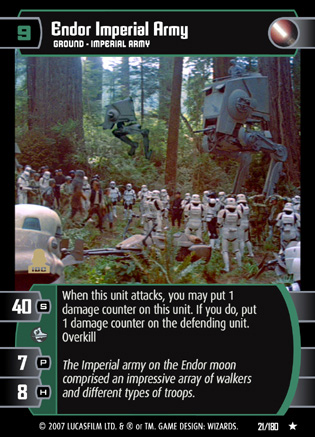 9
Endor Imperial Army
GROUND - IMPERIAL ARMY
IDC
40 S
When this unit attacks, you may put 1
damage counter on this unit. If you do, put
1 damage counter on the defending unit.
Overkill
7 P
8 H
The Imperial army on the Endor moon
comprised an impressive array of walkers
and different types of troops.
© 2007 LUCASFILM LTD. & ® or TM. GAME DESIGN: WIZARDS. 21/180 ★